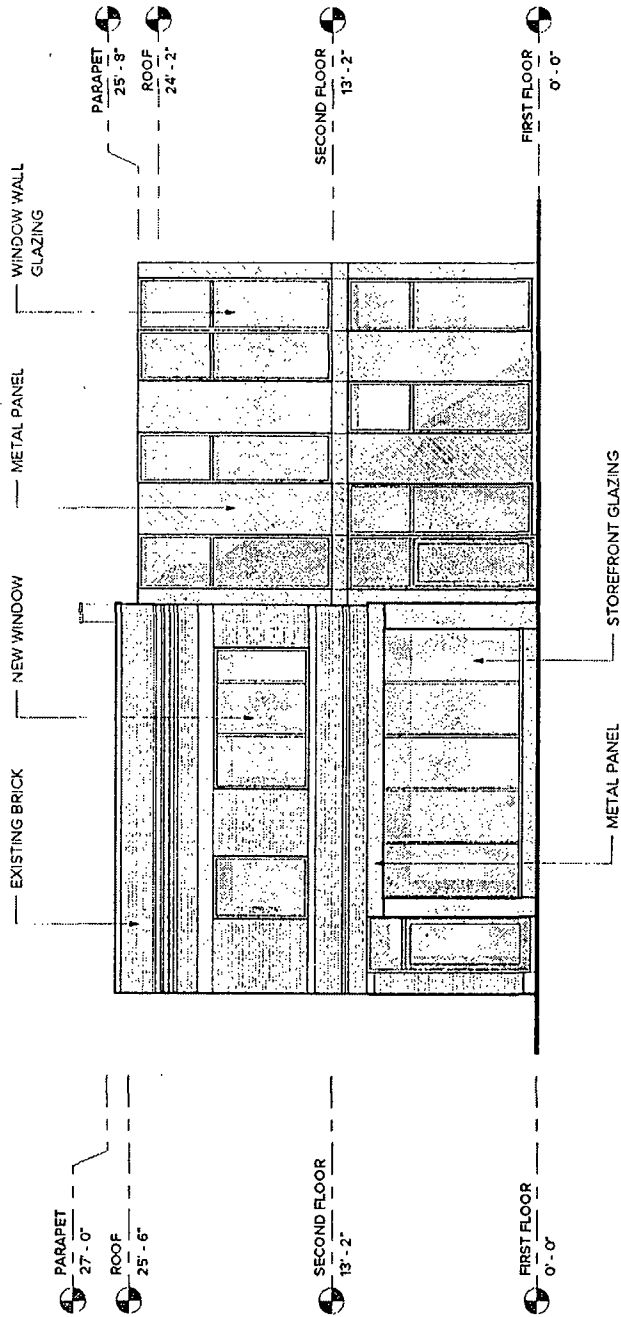 EXISTING BRICK
NEW WINDOW
METAL PANEL
WINDOW WALL
GLAZING
PARAPET
27' - 0"
ROOF
25' - 6"
SECOND FLOOR
13' - 2"
FIRST FLOOR
0' - 0"
PARAPET
25' - 8"
ROOF
24' - 2"
SECOND FLOOR
13' - 2"
FIRST FLOOR
0' - 0"
METAL PANEL
STOREFRONT GLAZING